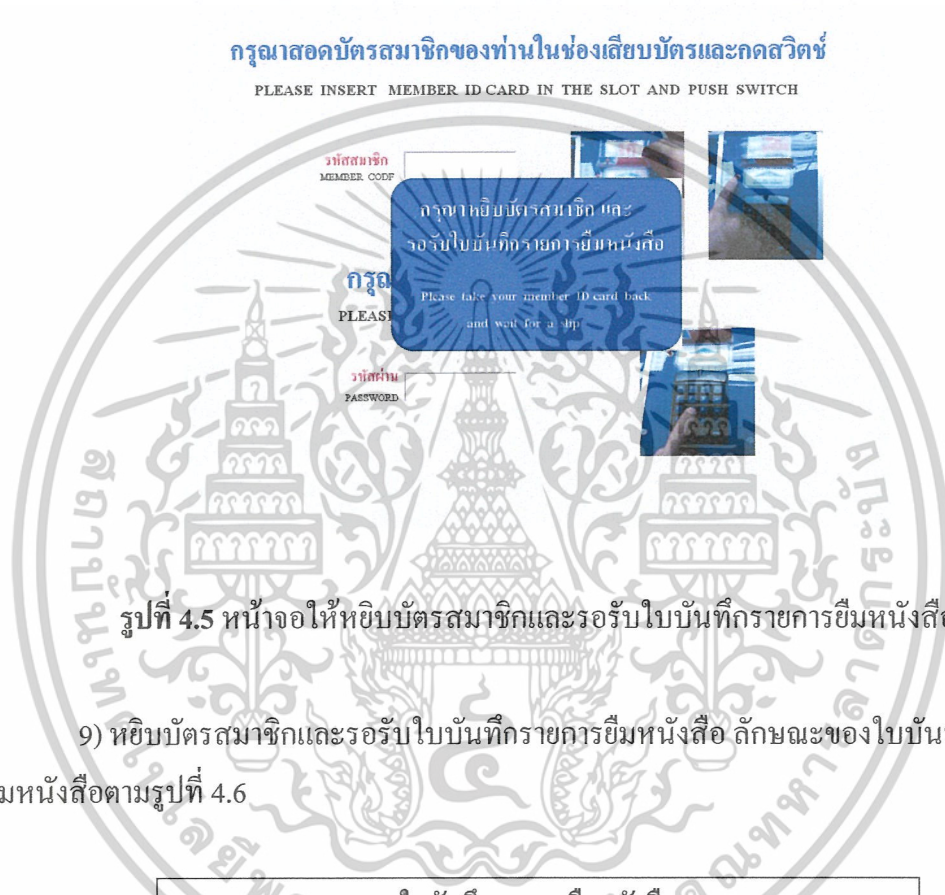 กรุณาสอดบัตรสมาชิกของท่านในช่องเสียบบัตรและกดสวิตช์
PLEASE INSERT MEMBER ID CARD IN THE SLOT AND PUSH SWITCH
รหัสสมาชิก
MEMBER CODE
กรุณาหยิบบัตรสมาชิก และ
รอรับใบบันทึกรายการยืมหนังสือ
กรุณ
Please take your member ID card back
PLEAS
and wait for a slip
รหัสผ่าน
PASSWORD
รูปที่ 4.5 หน้าจอให้หยิบบัตรสมาชิกและรอรับใบบันทึกรายการยืมหนังสือ
9) หยิบบัตรสมาชิกและรอรับใบบันทึกรายการยืมหนังสือ ลักษณะของใบบัน
มหนังสือตามรูปที่ 4.6